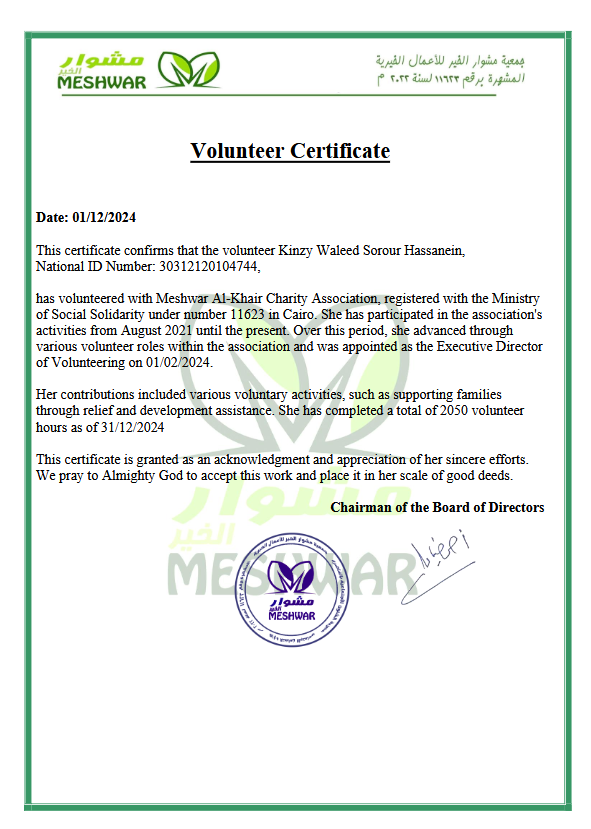 مشوار
الخير
MESHWAR
جمعية مشوار الخير للأعمال الخيرية
المشهرة برقم ١١٦٢٣ لسنة ٢٠٢٢ م
Volunteer Certificate
Date: 01/12/2024
This certificate confirms that the volunteer Kinzy Waleed Sorour Hassanein,
National ID Number: 30312120104744,
has volunteered with Meshwar Al-Khair Charity Association, registered with the Ministry
of Social Solidarity under number 11623 in Cairo. She has participated in the association's
activities from August 2021 until the present. Over this period, she advanced through
various volunteer roles within the association and was appointed as the Executive Director
of Volunteering on 01/02/2024.
Her contributions included various voluntary activities, such as supporting families
through relief and development assistance. She has completed a total of 2050 volunteer
hours as of 31/12/2024
This certificate is granted as an acknowledgment and appreciation of her sincere efforts.
We pray to Almighty God to accept this work and place it in her scale of good deeds.
Chairman of the Board of Directors
مشوار
الخير
MESHWAR
مشوار
الخير
MESHWAR